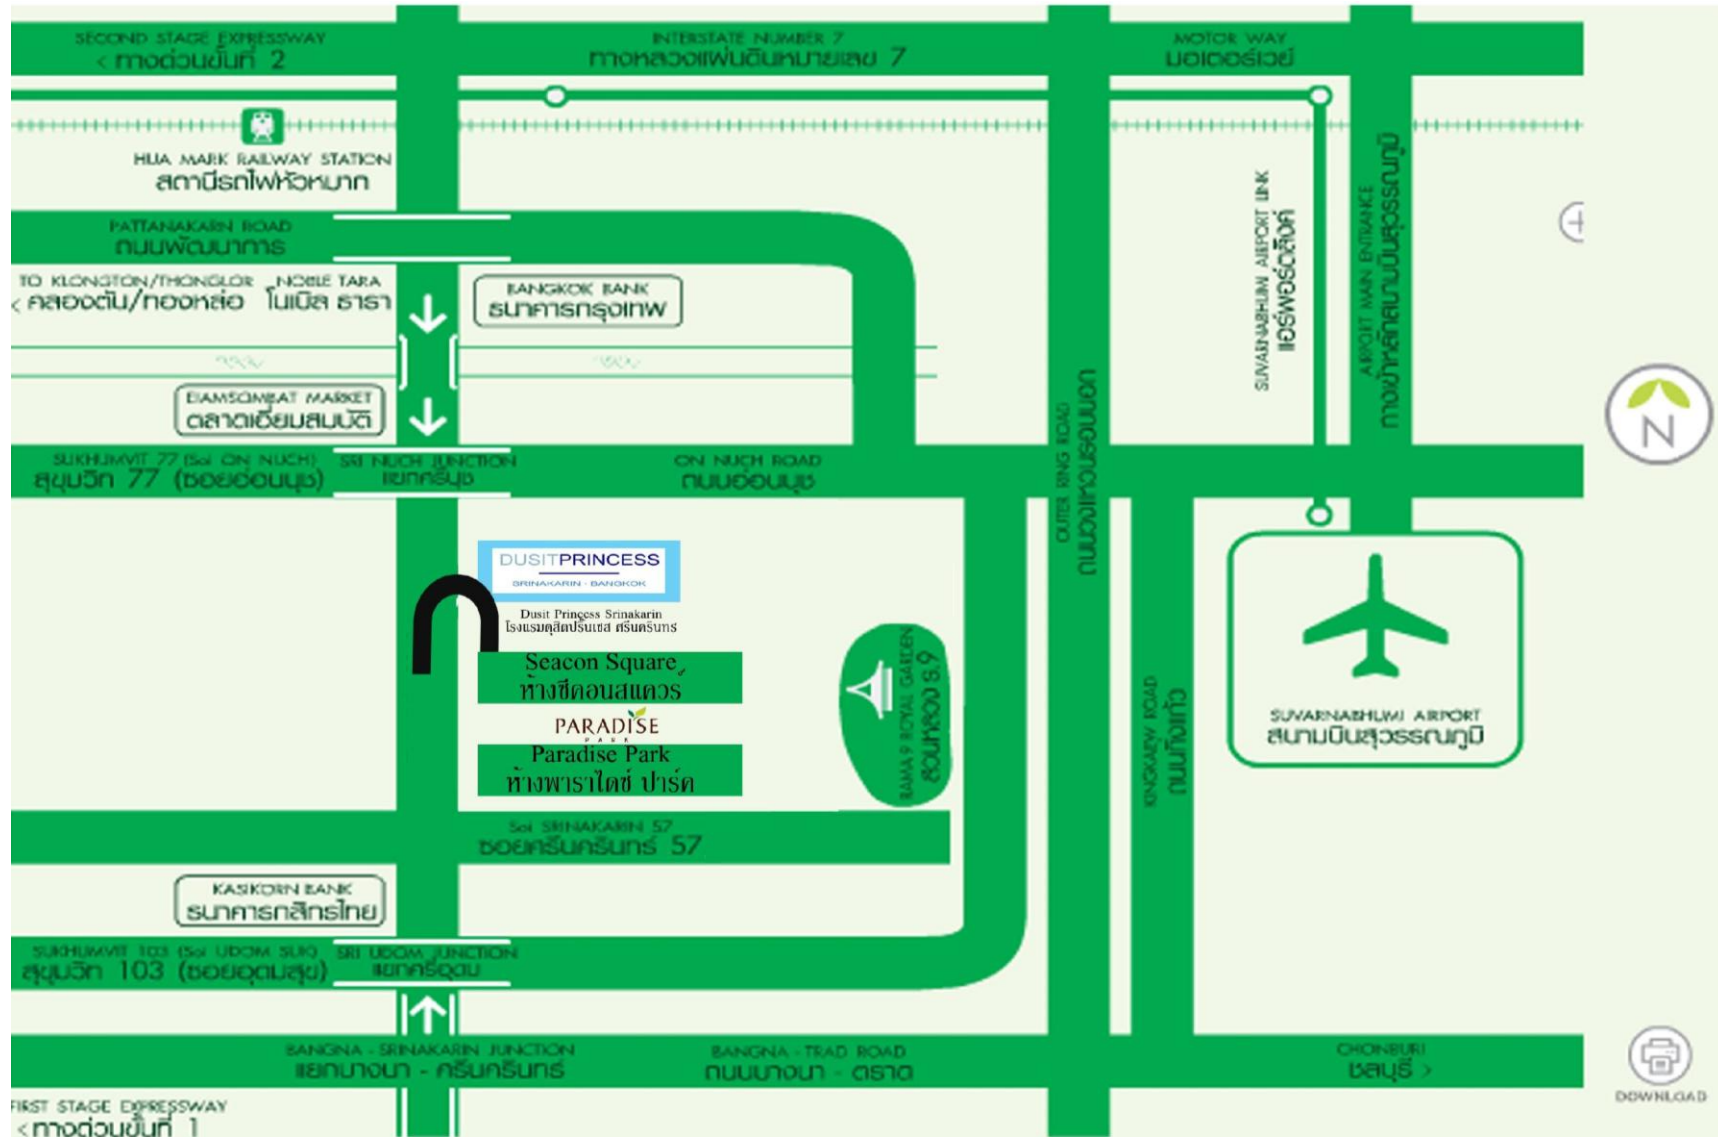 SECOND STAGE EXPRESSWAY
< ทางด่วนขั้นที่ 2
INTERSTATE NUMBER 7
ทางหลวงแผ่นดินหมายเลข 7
MOTOR WAY
มอเตอร์เวย์
HUA MARK RAILWAY STATION
สถานีรถไฟหัวหมาก
PATTANAKARN ROAD
ถนนพัฒนาการ
TO KLONGTON/THONGLOR NOBLE TARA
< คลองตัน/ทองหล่อ โนเบิล ธารา
BANGKOK BANK
ธนาคารกรุงเทพ
SUVARNABHUMI AIRPORT LINK
แอร์พอร์ตลิงค์
AIRPORT MAIN ENTRANCE
ทางเข้าหลักสนามบินสุวรรณภูมิ
EIAMSOMBAT MARKET
ตลาดเอี่ยมสมบัติ
N
SUKHUMVIT 77 (Soi ON NUCH)
สุขุมวิท 77 (ซอยอ่อนนุช)
SRI NUCH JUNCTION
แยกศรีนุช
ON NUCH ROAD
ถนนอ่อนนุช
OUTER RING ROAD
ถนนวงแหวนรอบนอก
DUSITPRINCESS
SRINAKARIN - BANGKOK
Dusit Princess Srinakarin
โรงแรมดุสิตปริ๊นเซส ศรีนครินทร
Seacon Square
ห้างซีคอนสแควร์
PARADISE
PARK
Paradise Park
ห้างพาราไดซ์ ปาร์ค
RAMA 9 ROYAL GARDEN
สวนหลวง ร.9
KINGKAEW ROAD
ถนนกิ่งแก้ว
SUVARNABHUMI AIRPORT
สนามบินสุวรรณภูมิ
Soi SRINAKARIN 57
ซอยศรีนครินทร์ 57
KASIKORN BANK
ธนาคารกสิกรไทย
SUKHUMVIT 103 (Soi UDOM SUK)
สุขุมวิท 103 (ซอยอุดมสุข)
SRI UDOM JUNCTION
แยกศรีอุดม
BANGNA - SRINAKARIN JUNCTION
แยกบางนา - ศรีนครินทร์
BANGNA - TRAD ROAD
ถนนบางนา - ตราด
CHONBURI
ชลบุรี >
DOWNLOAD
FIRST STAGE EXPRESSWAY
< ทางด่วนขั้นที่ 1